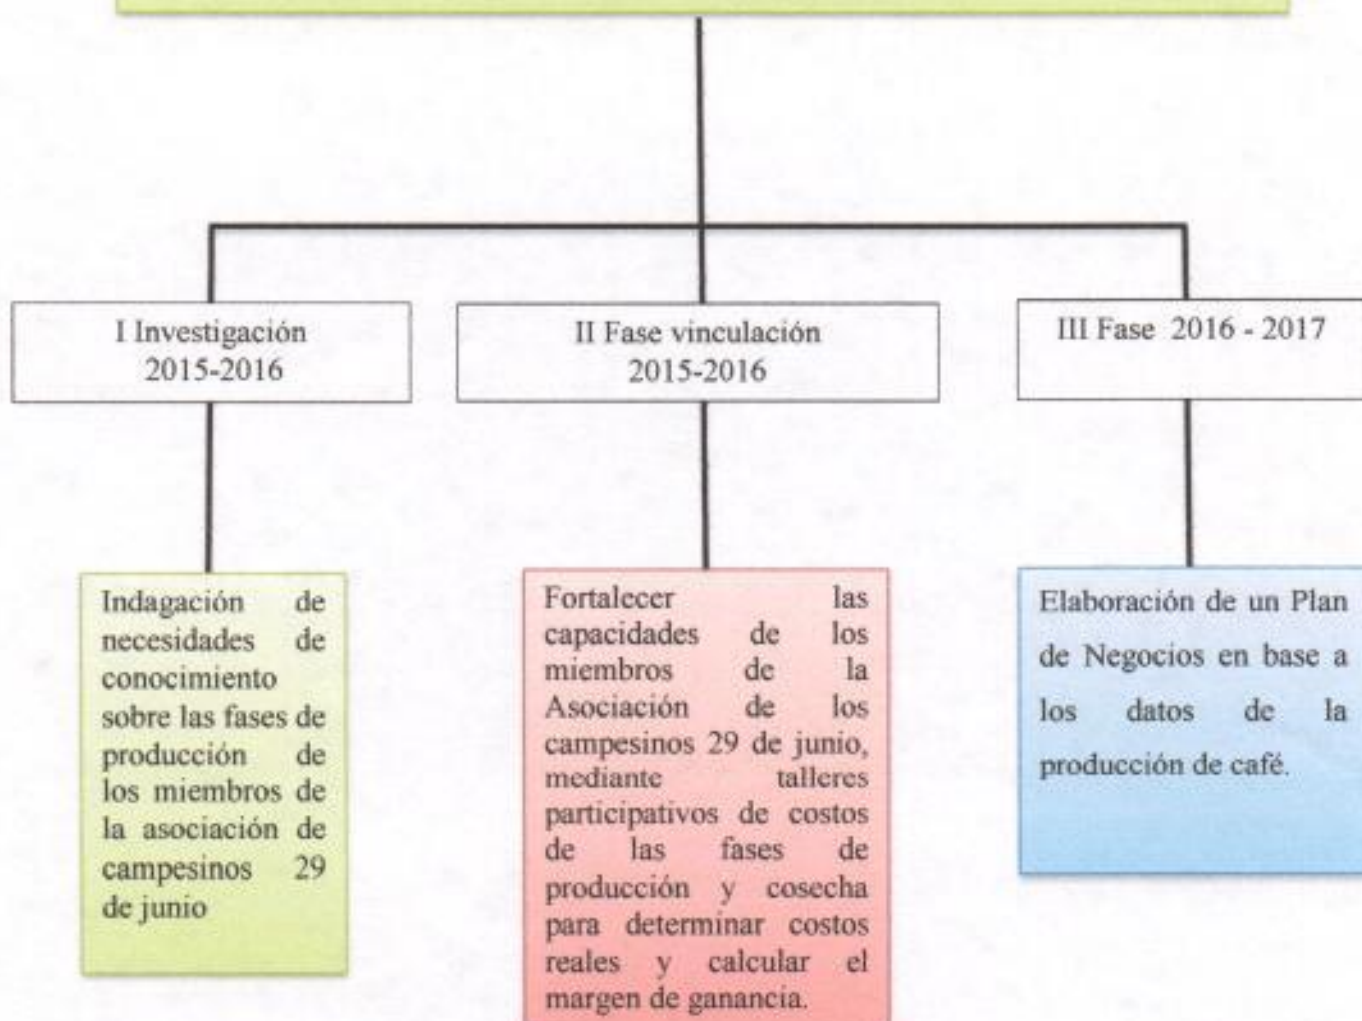 I Investigación
2015-2016
II Fase vinculación
2015-2016
III Fase 2016 - 2017
Indagación de
necesidades de
conocimiento
sobre las fases de
producción de
los miembros de
la asociación de
campesinos 29
de junio
Fortalecer las
capacidades de los
miembros de la
Asociación de los
campesinos 29 de junio,
mediante talleres
participativos de costos
de las fases de
producción y cosecha
para determinar costos
reales y calcular el
margen de ganancia.
Elaboración de un Plan
de Negocios en base a
los datos de la
producción de café.